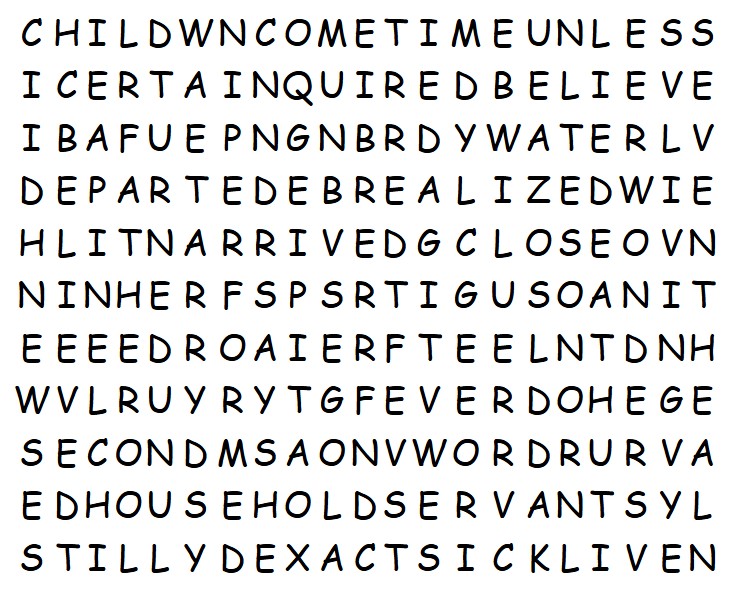 C H I L D W N C O M E T I M E U N L E S S
I C E R T A I N Q U I R E D B E L I E V E
I B A F U E P N G N B R D Y W A T E R L V
D E P A R T E D E B R E A L I Z E D W I E
H L I T N A R R I V E D G C L O S E O V N
N I N H E R F S P S R T I G U S O A N I T
E E E E D R O A I E R F T E E L N T D N H
W V L R U Y R Y T G F E V E R D O H E G E
S E C O N D M S A O N V W O R D R U R V A
E D H O U S E H O L D S E R V A N T S Y L
S T I L L Y D E X A C T S I C K L I V E N